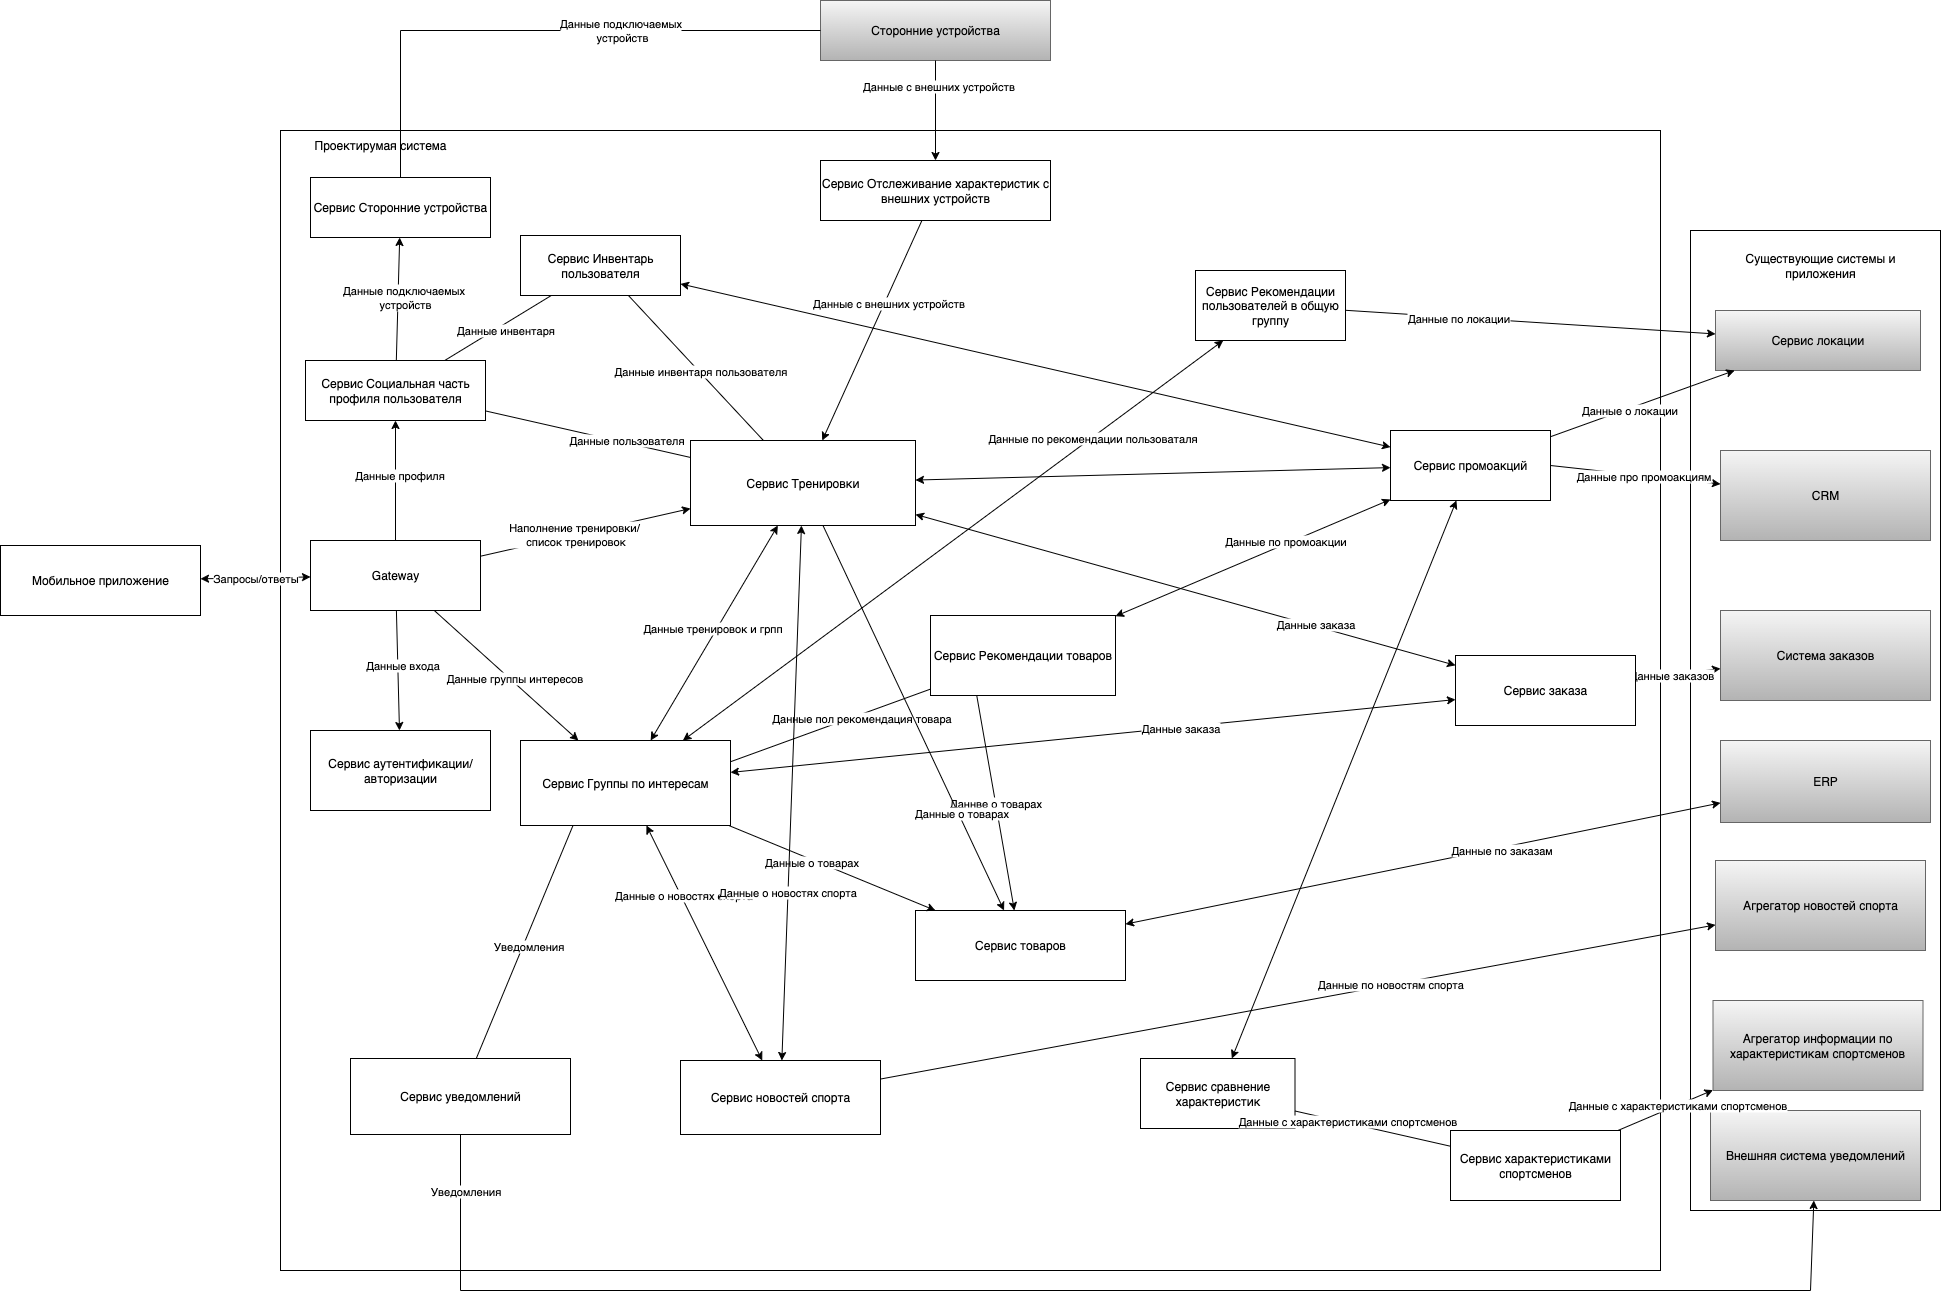 Данные подключаемых
устройств
Сторонние устройства
Данные с внешних устройств
Проектирумая система
Сервис Сторонние устройства
Сервис Отслеживание характеристик с
внешних устройств
Сервис Инвентарь
пользователя
Существующие системы и
приложения
Данные подключаемых
устройств
Данные с внешних устройств
Сервис Рекомендации
пользователей в общую
группу
Данные по локации
Сервис локации
Данные инвентаря
Данные инвентаря пользователя
Сервис Социальная часть
профиля пользователя
Данные о локации
Данные пользователя
Данные по рекомендации пользоваталя
Сервис Тренировки
Сервис промоакций
Данные про промоакциям
CRM
Данные профиля
Наполнение тренировки/
список тренировок
Данные по промоакции
Мобильное приложение
Запросы/ответы
Gateway
Данные тренировок и грпп
Данные заказа
Сервис Рекомендации товаров
Система заказов
Данные входа
Данные группы интересов
Сервис заказа
Данные заказов
Данные пол рекомендация товара
Данные заказа
Сервис аутентификации/
авторизации
Сервис Группы по интересам
ERP
Даннве о товарах
Данные о товарах
Данные о товарах
Данные по заказам
Данные о новостях
Данные о новостях спорта
Агрегатор новостей спорта
Уведомления
Сервис товаров
Данные по новостям спорта
Агрегатор информации по
характеристикам спортсменов
Сервис уведомлений
Сервис новостей спорта
Сервис сравнение
характеристик
Данные с характеристиками спортсменов
Данные с характеристиками спортсменов
Сервис характеристиками
спортсменов
Внешняя система уведомлений
Уведомления